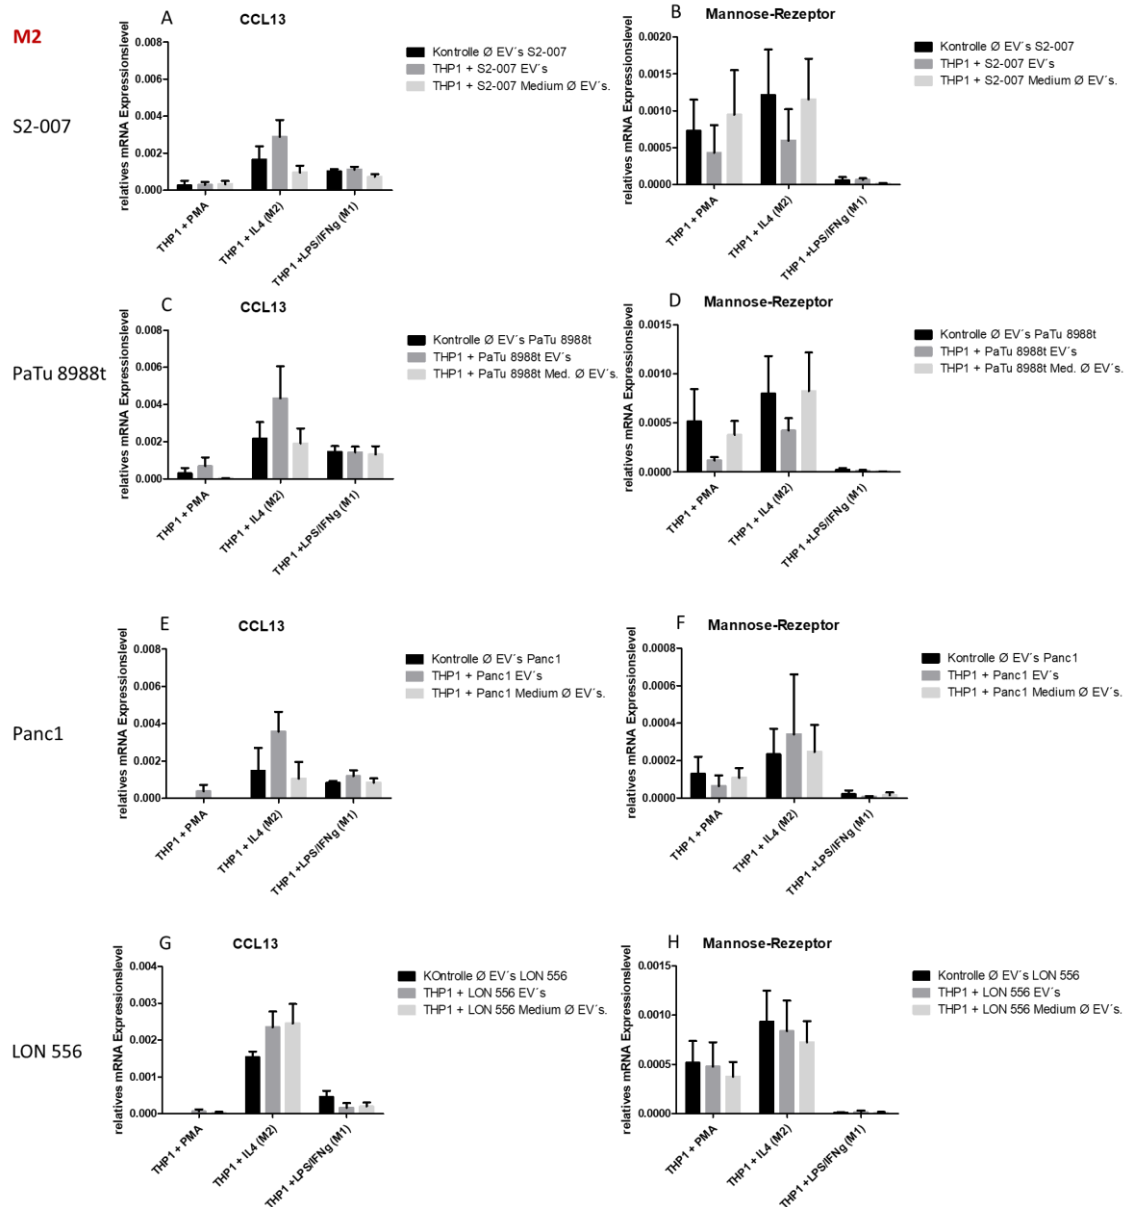 M2
S2-007
A
CCL13
relatives mRNA Expressionslevel
0.008
0.006
0.004
0.002
0.000
THP1 + PMA
THP1 + IL4 (M2)
THP1 +LPS/IFNg (M1)
Kontrolle Ø EV´s S2-007
THP1 + S2-007 EV´s
THP1 + S2-007 Medium Ø EV´s.
B
Mannose-Rezeptor
relatives mRNA Expressionslevel
0.0020
0.0015
0.0010
0.0005
0.0000
THP1 + PMA
THP1 + IL4 (M2)
THP1 +LPS/IFNg (M1)
Kontrolle Ø EV´s S2-007
THP1 + S2-007 EV´s
THP1 + S2-007 Medium Ø EV´s.
PaTu 8988t
C
CCL13
relatives mRNA Expressionslevel
0.008
0.006
0.004
0.002
0.000
THP1 + PMA
THP1 + IL4 (M2)
THP1 +LPS/IFNg (M1)
Kontrolle Ø EV´s PaTu 8988t
THP1 + PaTu 8988t EV´s
THP1 + PaTu 8988t Med. Ø EV´s.
D
Mannose-Rezeptor
relatives mRNA Expressionslevel
0.0015
0.0010
0.0005
0.0000
THP1 + PMA
THP1 + IL4 (M2)
THP1 +LPS/IFNg (M1)
Kontrolle Ø EV´s PaTu 8988t
THP1 + PaTu 8988t EV´s
THP1 + PaTu 8988t Med. Ø EV´s.
Panc1
E
CCL13
relatives mRNA Expressionslevel
0.008
0.006
0.004
0.002
0.000
THP1 + PMA
THP1 + IL4 (M2)
THP1 +LPS/IFNg (M1)
Kontrolle Ø EV´s Panc1
THP1 + Panc1 EV´s
THP1 + Panc1 Medium Ø EV´s.
F
Mannose-Rezeptor
relatives mRNA Expressionslevel
0.0008
0.0006
0.0004
0.0002
0.0000
THP1 + PMA
THP1 + IL4 (M2)
THP1 +LPS/IFNg (M1)
Kontrolle Ø EV´s Panc1
THP1 + Panc1 EV´s
THP1 + Panc1 Medium Ø EV´s.
LON 556
G
CCL13
relatives mRNA Expressionslevel
0.004
0.003
0.002
0.001
0.000
THP1 + PMA
THP1 + IL4 (M2)
THP1 +LPS/IFNg (M1)
KOntrolle Ø EV´s LON 556
THP1 + LON 556 EV´s
THP1 + LON 556 Medium Ø EV´s.
H
Mannose-Rezeptor
relatives mRNA Expressionslevel
0.0015
0.0010
0.0005
0.0000
THP1 + PMA
THP1 + IL4 (M2)
THP1 +LPS/IFNg (M1)
Kontrolle Ø EV´s LON 556
THP1 + LON 556 EV´s
THP1 + LON 556 Medium Ø EV´s.